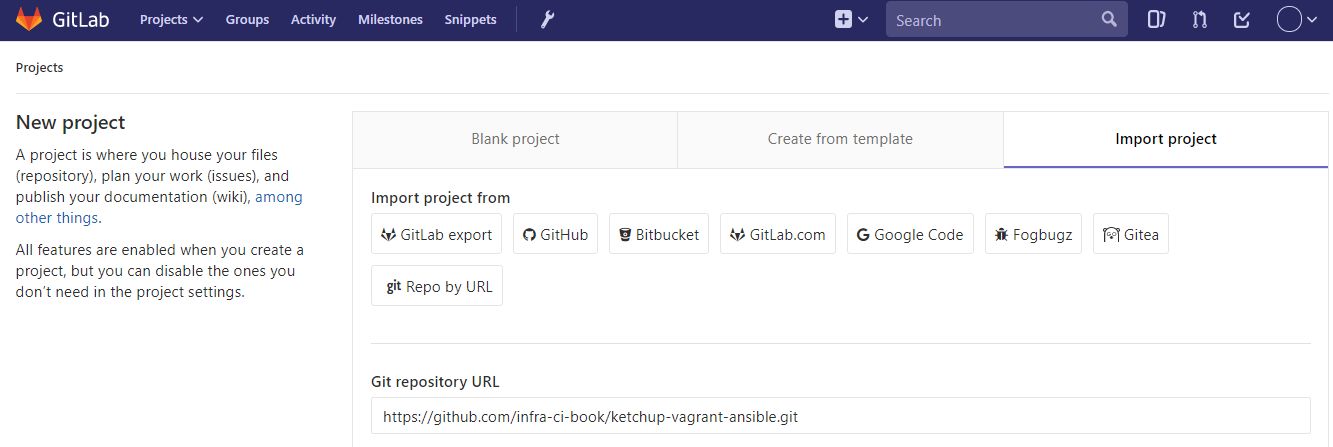 GitLab Projects Groups Activity Milestones Snippets Search
Projects
New project
A project is where you house your files
(repository), plan your work (issues), and
publish your documentation (wiki), among
other things.
All features are enabled when you create a
project, but you can disable the ones you
don’t need in the project settings.
Blank project Create from template Import project
Import project from
GitLab export GitHub Bitbucket GitLab.com Google Code Fogbugz Gitea
git Repo by URL
Git repository URL
https://github.com/infra-ci-book/ketchup-vagrant-ansible.git